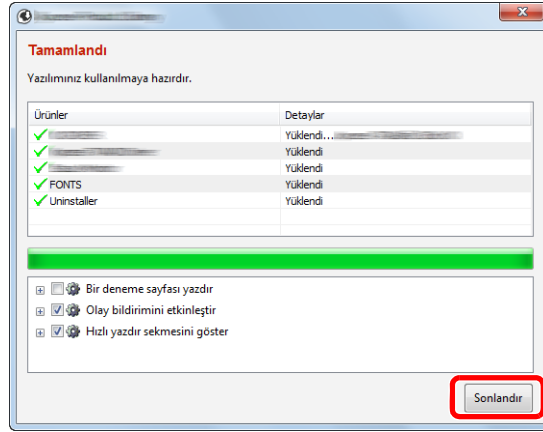 Tamamlandı
Yazılımınız kullanılmaya hazırdır.
Ürünler Detaylar
Yüklendi...
Yüklendi
Yüklendi
FONTS Yüklendi
Uninstaller Yüklendi
Bir deneme sayfası yazdır
Olay bildirimini etkinleştir
Hızlı yazdır sekmesini göster
Sonlandır